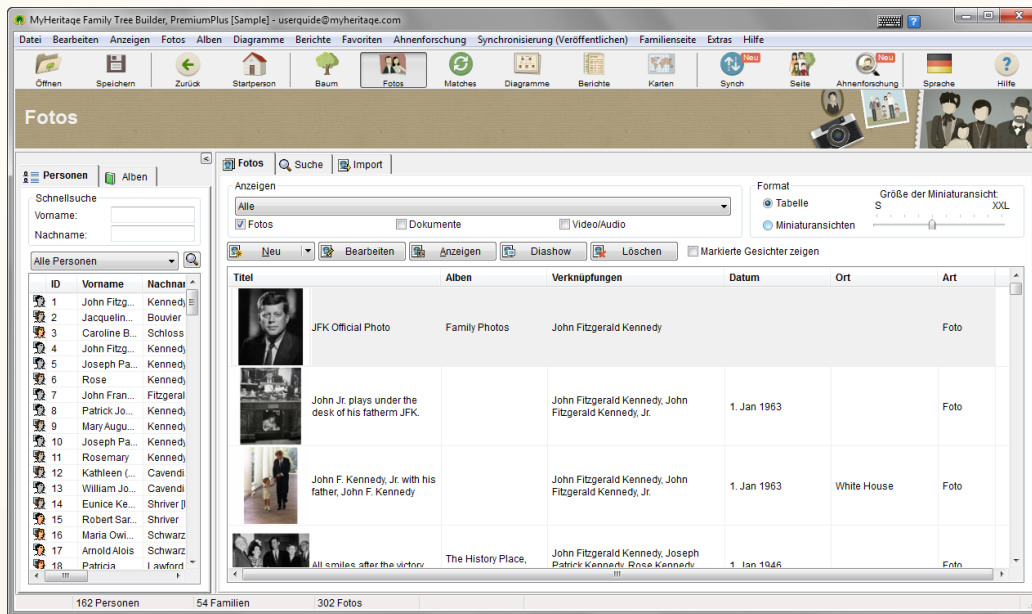 MyHeritage Family Tree Builder, PremiumPlus [Sample] - userguide@myheritage.com
Datei Bearbeiten Anzeigen Fotos Alben Diagramme Berichte Favoriten Ahnenforschung Synchronisierung (Veröffentlichen) Familienseite Extras Hilfe
Neu Neu
Öffnen Speichern Zurück Startperson Baum Fotos Matches Diagramme Berichte Karten Synch Seite Ahnenforschung Sprache Hilfe
Fotos
Personen Alben
Schnellsuche
Vorname:
Nachname:
Alle Personen
ID Vorname Nachnar
1 John Fitzg... Kennedy
2 Jacquelin... Bouvier
3 Caroline B... Schloss
4 John Fitzg... Kennedy
5 Joseph Pa... Kennedy
6 Rose Kennedy
7 John Fran... Fitzgeral
8 Patrick Jo... Kennedy
9 Mary Augu... Kennedy
10 Joseph Pa... Kennedy
11 Rosemary Kennedy
12 Kathleen (... Cavendi
13 William Jo... Cavendi
14 Eunice Ke... Shriver [
15 Robert Sar... Shriver
16 Maria Owi... Schwarz
17 Arnold Alois Schwarz
18 Patricia Lawford
Fotos Suche Import
Anzeigen
Alle
Fotos Dokumente Video/Audio
Format
Tabelle
Miniaturansichten
Größe der Miniaturansicht:
S XXL
Neu Bearbeiten Anzeigen Diashow Löschen Markierte Gesichter zeigen
Titel Alben Verknüpfungen Datum Ort Art
JFK Official Photo Family Photos John Fitzgerald Kennedy Foto
John Jr. plays under the
desk of his fatherm JFK.
John Fitzgerald Kennedy, John
Fitzgerald Kennedy, Jr.
1. Jan 1963 Foto
John F. Kennedy, Jr. with his
father, John F. Kennedy
John Fitzgerald Kennedy, John
Fitzgerald Kennedy, Jr.
1. Jan 1963 White House Foto
All smiles after the victory
The History Place,
John Fitzgerald Kennedy, Joseph
Patrick Kennedy, Rose Kennedy
1. Jan 1946 Foto
162 Personen 54 Familien 302 Fotos